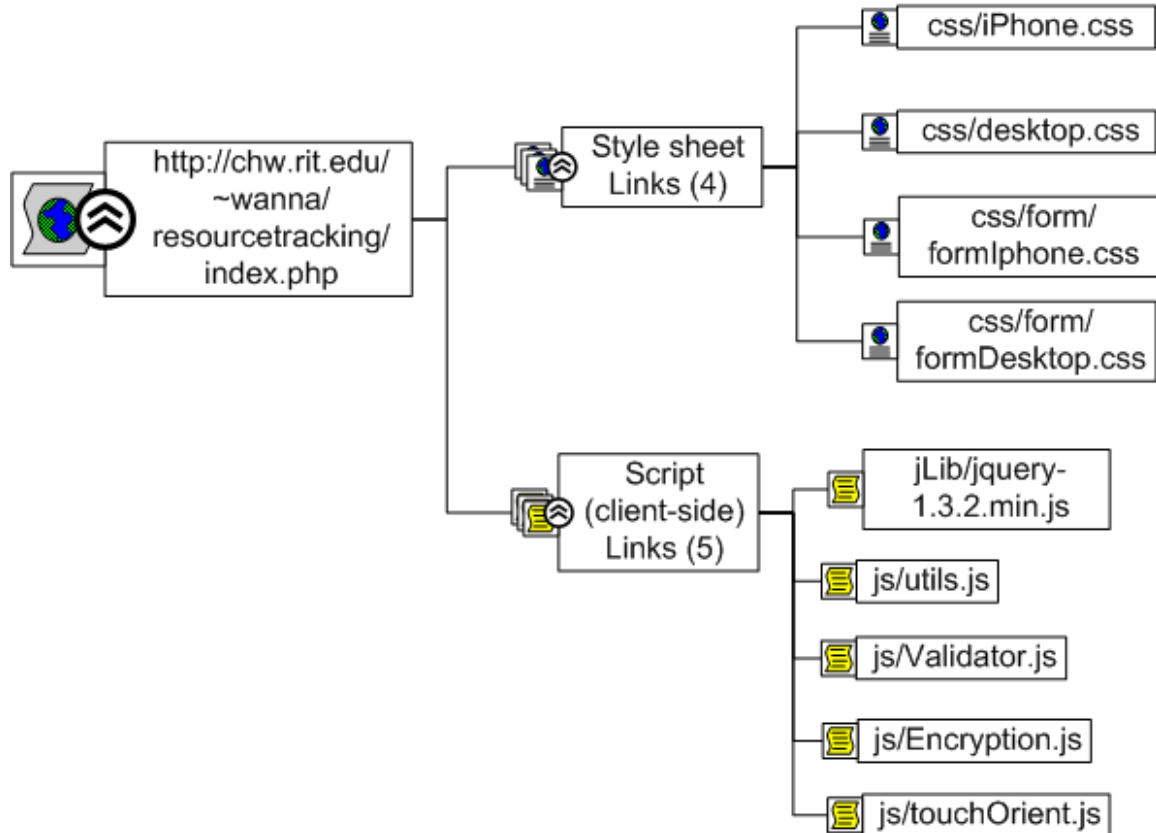 http://chw.rit.edu/
~wanna/
resourcetracking/
index.php
Style sheet
Links (4)
css/iPhone.css
css/desktop.css
css/form/
formIphone.css
css/form/
formDesktop.css
Script
(client-side)
Links (5)
jLib/jquery-
1.3.2.min.js
js/utils.js
js/Validator.js
js/Encryption.js
js/touchOrient.js